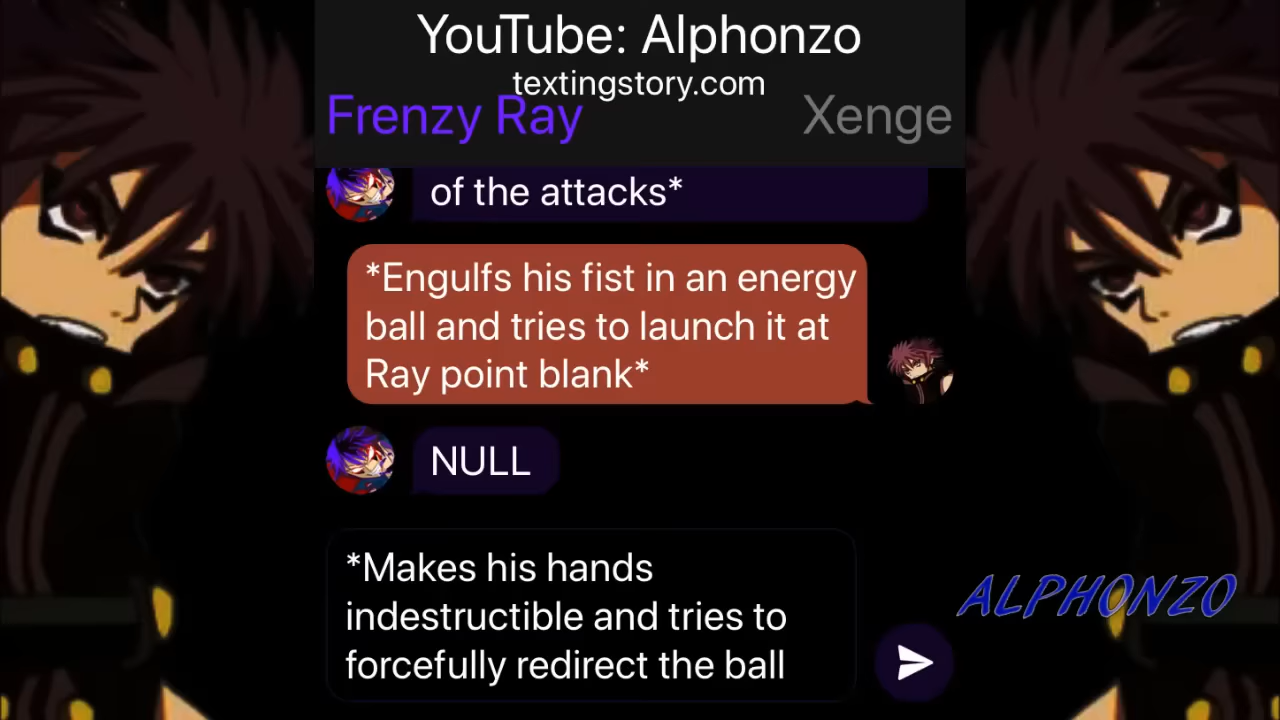 YouTube: Alphonzo
textingstory.com
Frenzy Ray
Xenge
of the attacks*
*Engulfs his fist in an energy
ball and tries to launch it at
Ray point blank*
NULL
*Makes his hands
indestructible and tries to
forcefully redirect the ball
ALPHONZO